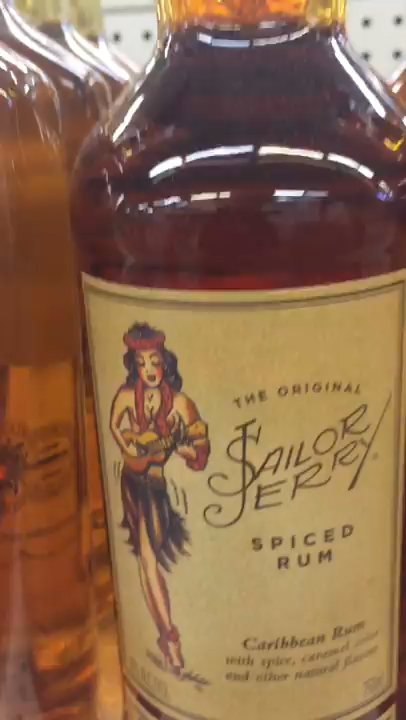 THE ORIGINAL
SAILOR
JERRY
SPICED
RUM
Caribbean Rum
with spice, caramel color
and other natural flavors